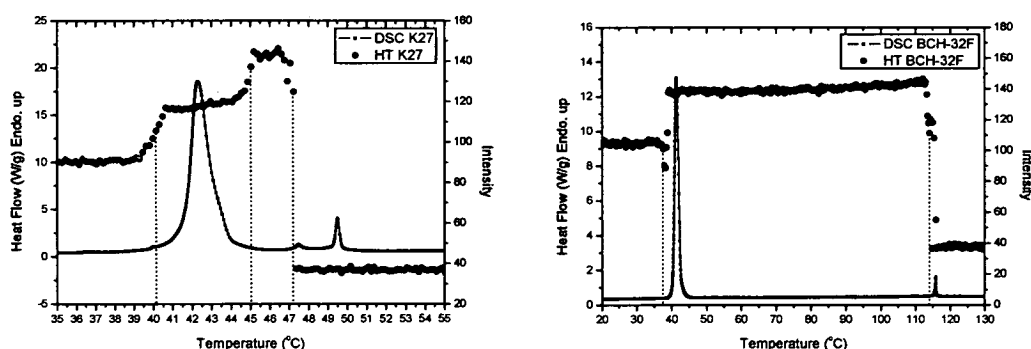 25
20
15
10
5
0
-5
160
140
120
100
80
60
40
20
35 36 37 38 39 40 41 42 43 44 45 46 47 48 49 50 51 52 53 54 55
Heat Flow (W/g) Endo. up
Intensity
Temperature (°C)
DSC K27
HT K27
16
14
12
10
8
6
4
2
0
180
160
140
120
100
80
60
40
20
0
20 30 40 50 60 70 80 90 100 110 120 130
Heat Flow (W/g) Endo. up
Intensity
Temperature (°C)
DSC BCH-32F
HT BCH-32F